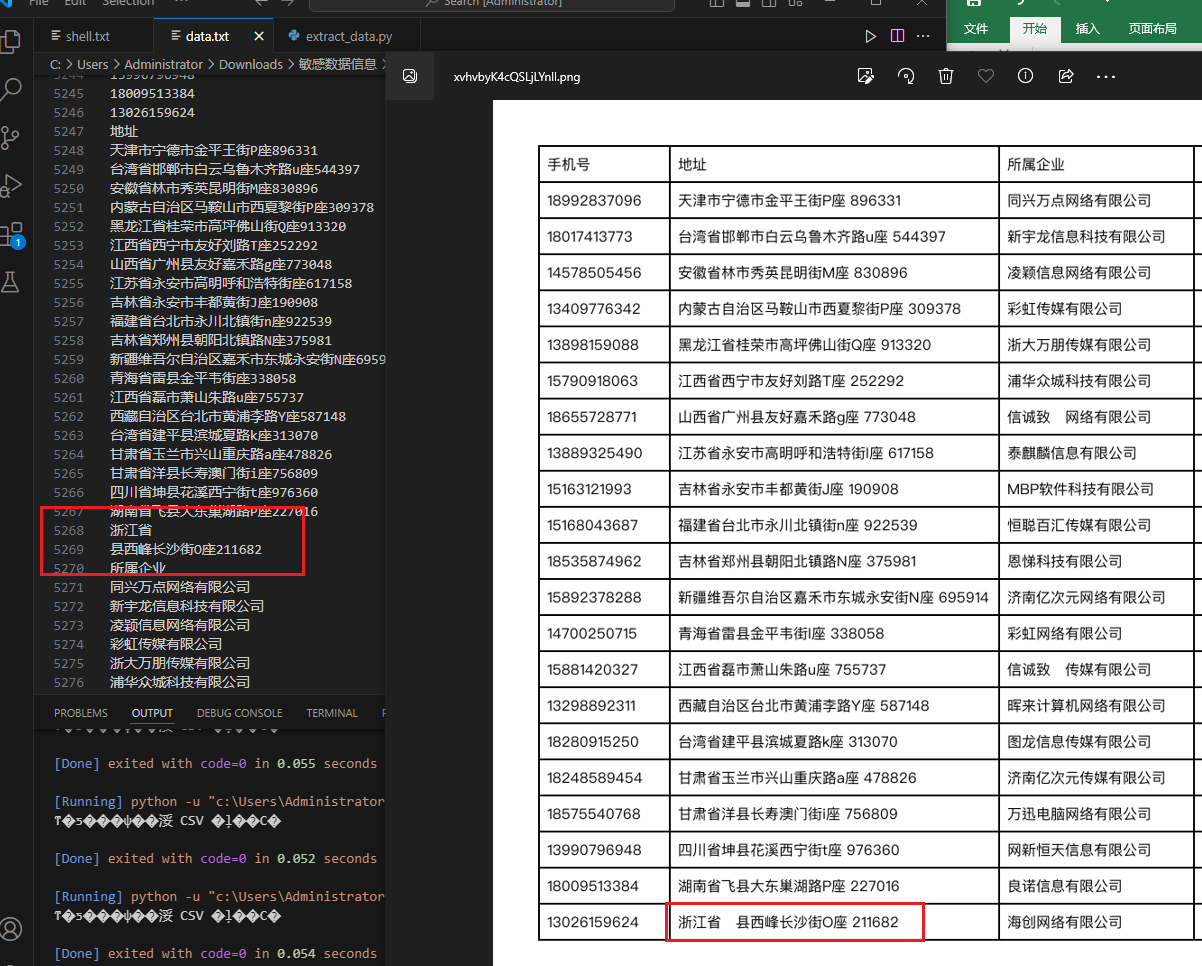 File Edit Selection ...
Search [Administrator]
文件 开始 插入 页面布局
shell.txt data.txt extract_data.py
C: > Users > Administrator > Downloads > 敏感数据信息 >
xvhvbyK4cQSLjLYnll.png
5244 13990796948
5245 18009513384
5246 13026159624
5247 地址
5248 天津市宁德市金平王街P座896331
5249 台湾省邯郸市白云乌鲁木齐路u座544397
5250 安徽省林市秀英昆明街M座830896
5251 内蒙古自治区马鞍山市西夏黎街P座309378
5252 黑龙江省桂荣市高坪佛山街Q座913320
5253 江西省西宁市友好刘路T座252292
5254 山西省广州县友好嘉禾路g座773048
5255 江苏省永安市高明呼和浩特街座617158
5256 吉林省永安市丰都黄街J座190908
5257 福建省台北市永川北镇街n座922539
5258 吉林省郑州县朝阳北镇路N座375981
5259 新疆维吾尔自治区嘉禾市东城永安街N座6959
5260 青海省雷县金平韦街座338058
5261 江西省磊市萧山朱路u座755737
5262 西藏自治区台北市黄浦李路Y座587148
5263 台湾省建平县滨城夏路k座313070
5264 甘肃省玉兰市兴山重庆路a座478826
5265 甘肃省洋县长寿澳门街i座756809
5266 四川省坤县花溪西宁街t座976360
5267 湖南省飞县大东巢湖路P座227016
5268 浙江省
5269 县西峰长沙街O座211682
5270 所属企业
5271 同兴万点网络有限公司
5272 新宇龙信息科技有限公司
5273 凌颖信息网络有限公司
5274 彩虹传媒有限公司
5275 浙大万朋传媒有限公司
5276 浦华众城科技有限公司
PROBLEMS OUTPUT DEBUG CONSOLE TERMINAL
[Done] exited with code=0 in 0.055 seconds
[Running] python -u "c:\Users\Administrator
CSV
[Done] exited with code=0 in 0.052 seconds
[Running] python -u "c:\Users\Administrator
CSV
[Done] exited with code=0 in 0.054 seconds
1
手机号 地址 所属企业
18992837096 天津市宁德市金平王街P座 896331 同兴万点网络有限公司
18017413773 台湾省邯郸市白云乌鲁木齐路u座 544397 新宇龙信息科技有限公司
14578505456 安徽省林市秀英昆明街M座 830896 凌颖信息网络有限公司
13409776342 内蒙古自治区马鞍山市西夏黎街P座 309378 彩虹传媒有限公司
13898159088 黑龙江省桂荣市高坪佛山街Q座 913320 浙大万朋传媒有限公司
15790918063 江西省西宁市友好刘路T座 252292 浦华众城科技有限公司
18655728771 山西省广州县友好嘉禾路g座 773048 信诚致 网络有限公司
13889325490 江苏省永安市高明呼和浩特街l座 617158 泰麒麟信息有限公司
15163121993 吉林省永安市丰都黄街J座 190908 MBP软件科技有限公司
15168043687 福建省台北市永川北镇街n座 922539 恒聪百汇传媒有限公司
18535874962 吉林省郑州县朝阳北镇路N座 375981 恩悌科技有限公司
15892378288 新疆维吾尔自治区嘉禾市东城永安街N座 695914 济南亿次元网络有限公司
14700250715 青海省雷县金平韦街l座 338058 彩虹网络有限公司
15881420327 江西省磊市萧山朱路u座 755737 信诚致 传媒有限公司
13298892311 西藏自治区台北市黄浦李路Y座 587148 晖来计算机网络有限公司
18280915250 台湾省建平县滨城夏路k座 313070 图龙信息传媒有限公司
18248589454 甘肃省玉兰市兴山重庆路a座 478826 济南亿次元传媒有限公司
18575540768 甘肃省洋县长寿澳门街i座 756809 万迅电脑网络有限公司
13990796948 四川省坤县花溪西宁街t座 976360 网新恒天信息有限公司
18009513384 湖南省飞县大东巢湖路P座 227016 良诺信息有限公司
13026159624 浙江省 县西峰长沙街O座 211682 海创网络有限公司